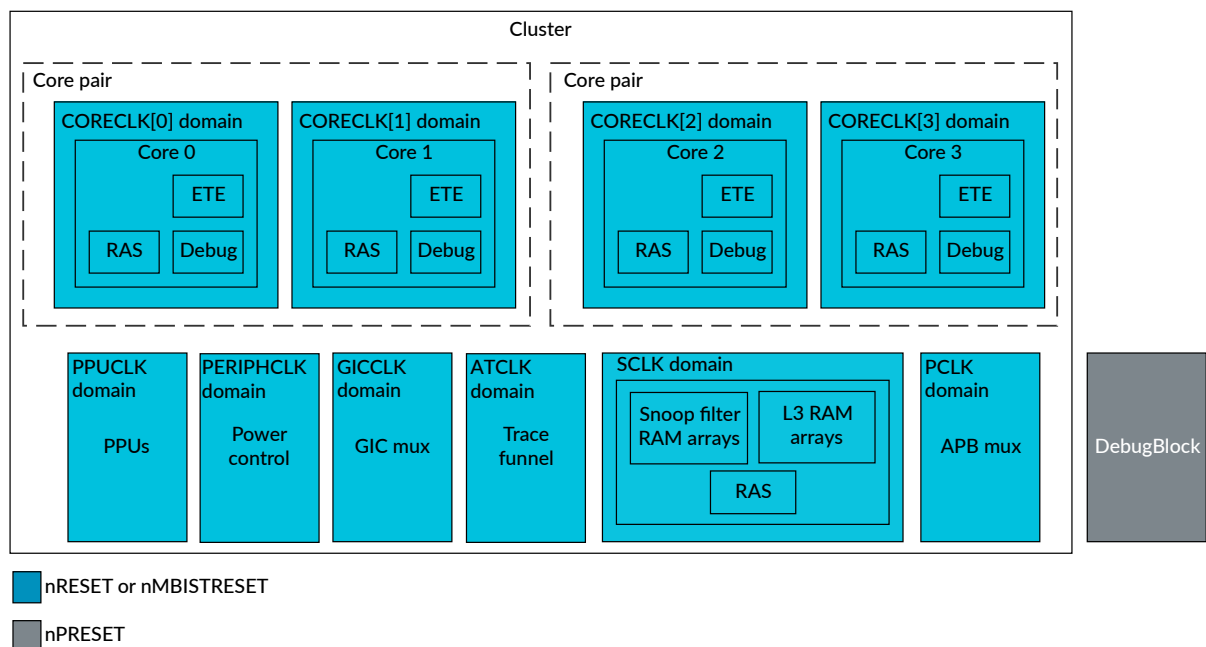 Cluster
Core pair
CORECLK[0] domain
Core 0
ETE
RAS
Debug
CORECLK[1] domain
Core 1
ETE
RAS
Debug
Core pair
CORECLK[2] domain
Core 2
ETE
RAS
Debug
CORECLK[3] domain
Core 3
ETE
RAS
Debug
PPUCLK
domain
PPUs
PERIPHCLK
domain
Power
control
GICCLK
domain
GIC mux
ATCLK
domain
Trace
funnel
SCLK domain
Snoop filter
RAM arrays
L3 RAM
arrays
RAS
PCLK
domain
APB mux
DebugBlock
nRESET or nMBISTRESET
nPRESET